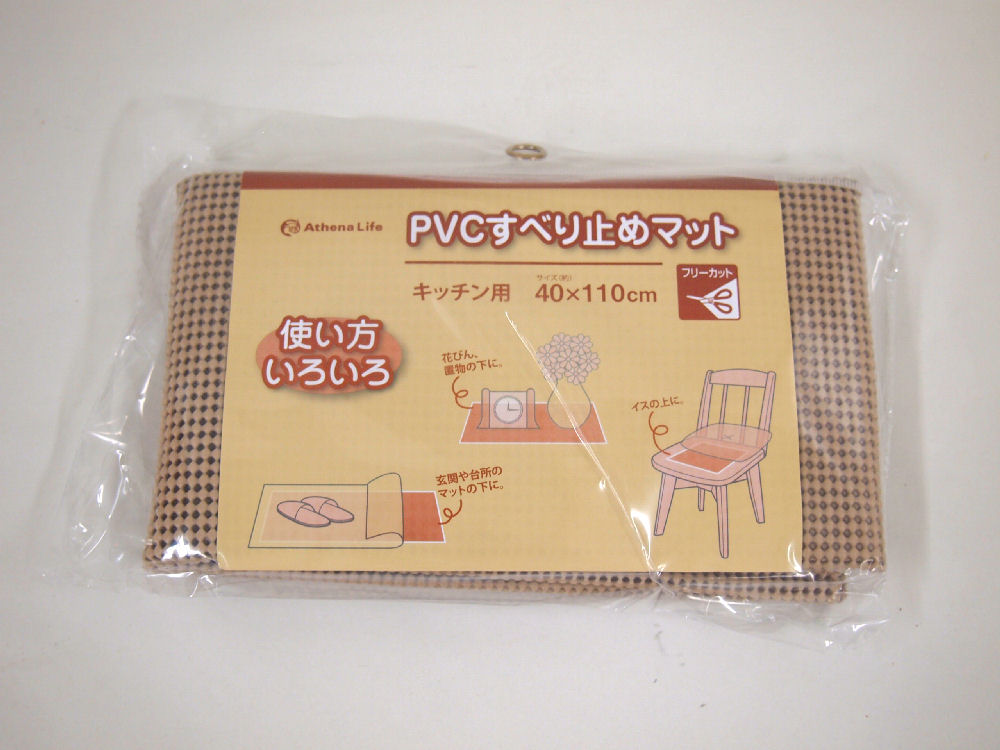 Athena Life
PVCすべり止めマット
サイズ(約)
キッチン用 40×110cm
フリーカット
使い方
いろいろ
花びん、
置物の下に。
イスの上に。
玄関や台所の
マットの下に。